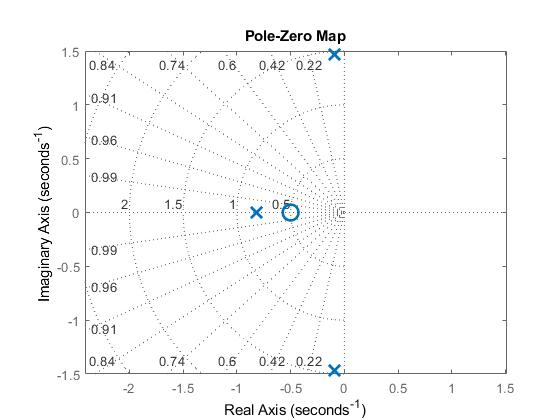 Pole-Zero Map
1.5
0.84 0.74 0.6 0.42 0.22
0.91
1
0.96
0.5
0.99
2 1.5 1 0.5
0
0.99
-0.5
0.96
-1
0.91
0.84 0.74 0.6 0.42 0.22
-1.5
-2 -1.5 -1 -0.5 0 0.5 1 1.5
Imaginary Axis (seconds⁻¹)
Real Axis (seconds⁻¹)